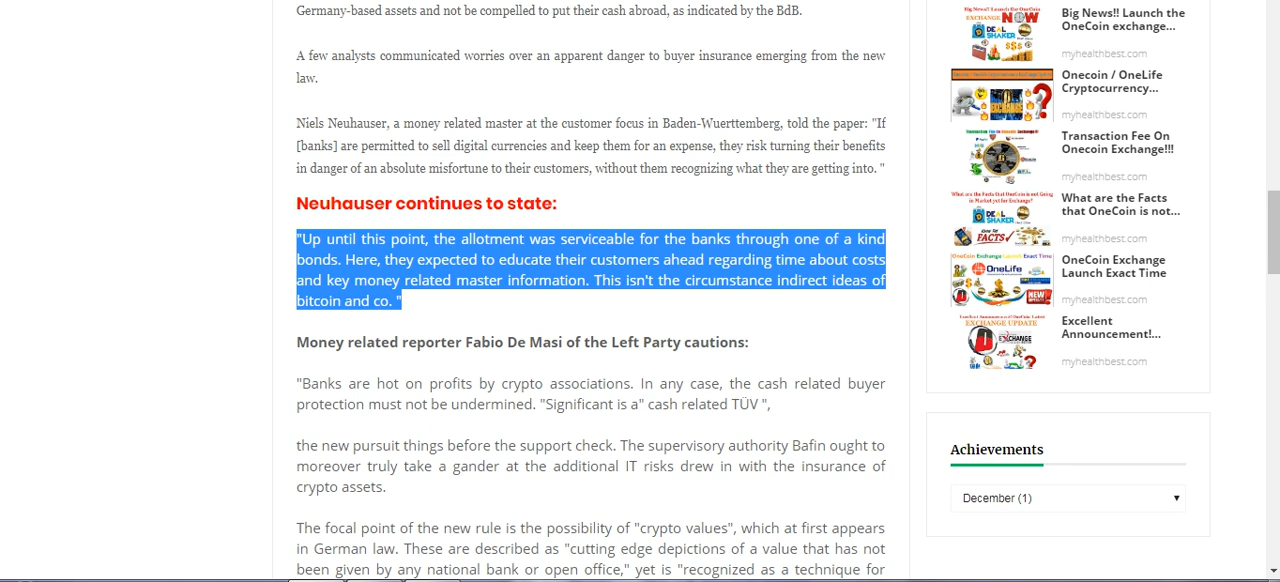 Germany-based assets and not be compelled to put their cash abroad, as indicated by the BdB.
A few analysts communicated worries over an apparent danger to buyer insurance emerging from the new
law.
Niels Neuhauser, a money related master at the customer focus in Baden-Wuerttemberg, told the paper: "If
[banks] are permitted to sell digital currencies and keep them for an expense, they risk turning their benefits
in danger of an absolute misfortune to their customers, without them recognizing what they are getting into. "
Neuhauser continues to state:
"Up until this point, the allotment was serviceable for the banks through one of a kind
bonds. Here, they expected to educate their customers ahead regarding time about costs
and key money related master information. This isn't the circumstance indirect ideas of
bitcoin and co. "
Money related reporter Fabio De Masi of the Left Party cautions:
"Banks are hot on profits by crypto associations. In any case, the cash related buyer
protection must not be undermined. "Significant is a" cash related TÜV ",
the new pursuit things before the support check. The supervisory authority Bafin ought to
moreover truly take a gander at the additional IT risks drew in with the insurance of
crypto assets.
The focal point of the new rule is the possibility of "crypto values", which at first appears
in German law. These are described as "cutting edge depictions of a value that has not
been given by any national bank or open office," yet is "recognized as a technique for
Big News!! Launch the
OneCoin exchange...
myhealthbest.com
Onecoin / OneLife
Cryptocurrency...
myhealthbest.com
Transaction Fee On
Onecoin Exchange!!!
myhealthbest.com
What are the Facts
that OneCoin is not...
myhealthbest.com
OneCoin Exchange
Launch Exact Time
myhealthbest.com
Excellent
Announcement!...
myhealthbest.com
Achievements
December (1)